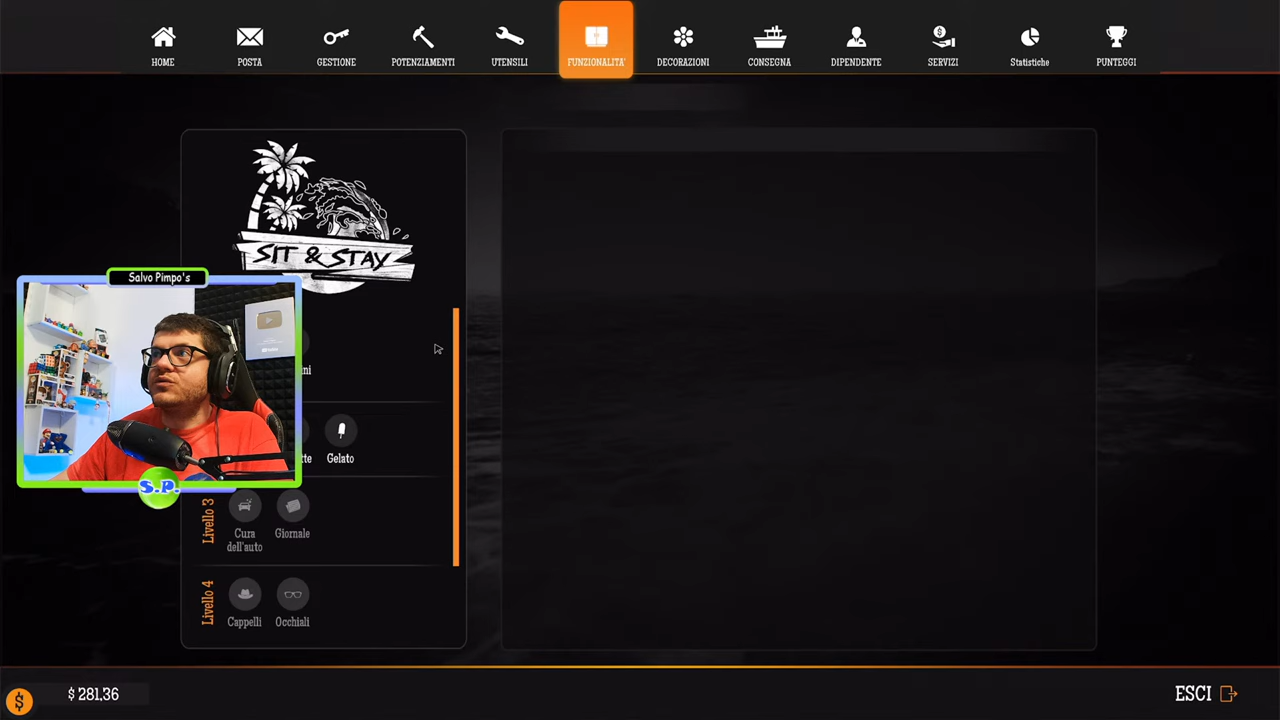 HOME
POSTA
GESTIONE
POTENZIAMENTI
UTENSILI
FUNZIONALITA'
DECORAZIONI
CONSEGNA
DIPENDENTE
SERVIZI
Statistiche
PUNTEGGI
SIT & STAY
Salvo Pimpo's
S.P.
Gelato
Livello 3
Cura dell'auto
Giornale
Livello 4
Cappelli
Occhiali
$ 281,36
ESCI